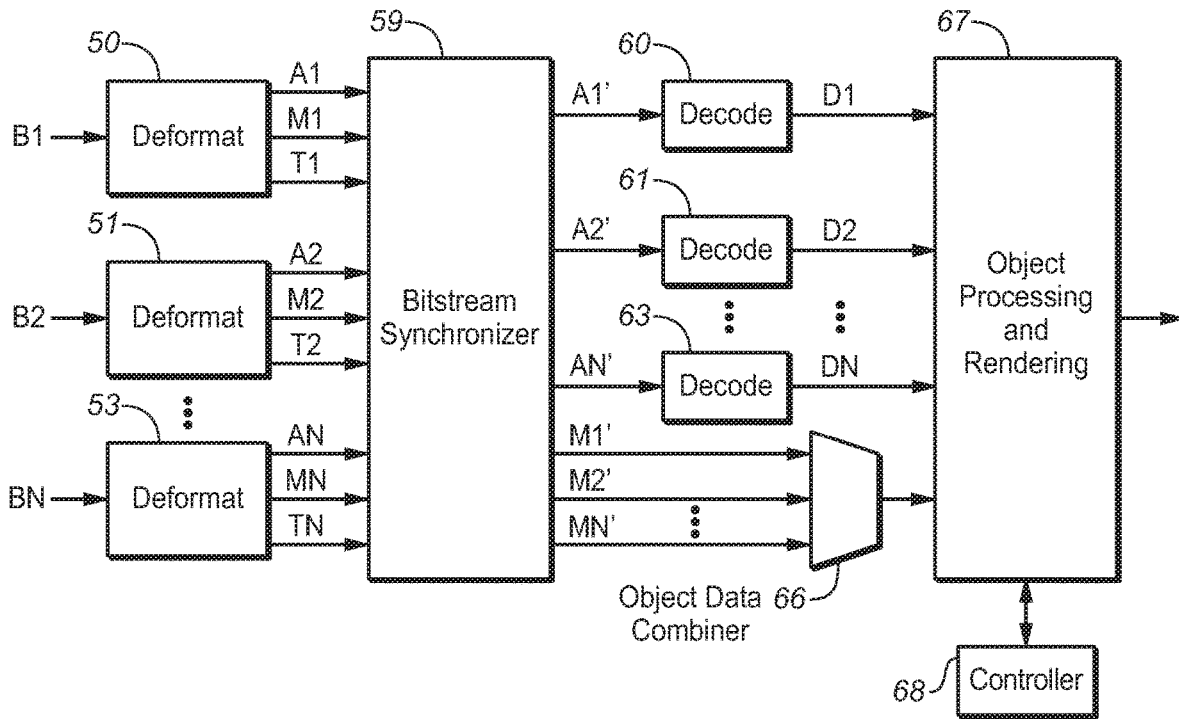 50
B1
Deformat
A1
M1
T1
51
B2
Deformat
A2
M2
T2
53
BN
Deformat
AN
MN
TN
59
Bitstream
Synchronizer
A1'
60
Decode
D1
A2'
61
Decode
D2
AN'
63
Decode
DN
M1'
M2'
MN'
Object Data
Combiner
66
67
Object
Processing
and
Rendering
68
Controller